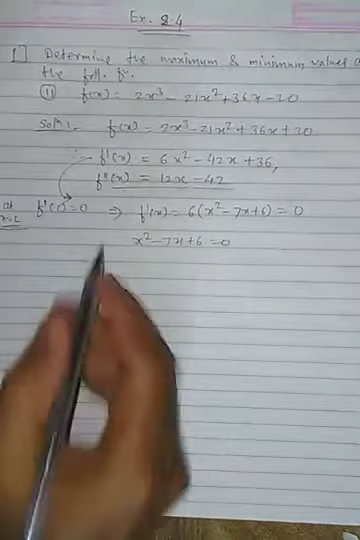 Ex. 2.4
1] Determine the maximum & minimum values of
the foll. fn.
(ii) f(x) = 2x³ - 21x² + 36x - 20
Soln. f(x) = 2x³ - 21x² + 36x + 20
∴ f'(x) = 6x² - 42x + 36,
f''(x) = 12x - 42
at x=c f'(c)=0 ⇒ f'(x) = 6(x² - 7x + 6) = 0
x² - 7x + 6 = 0